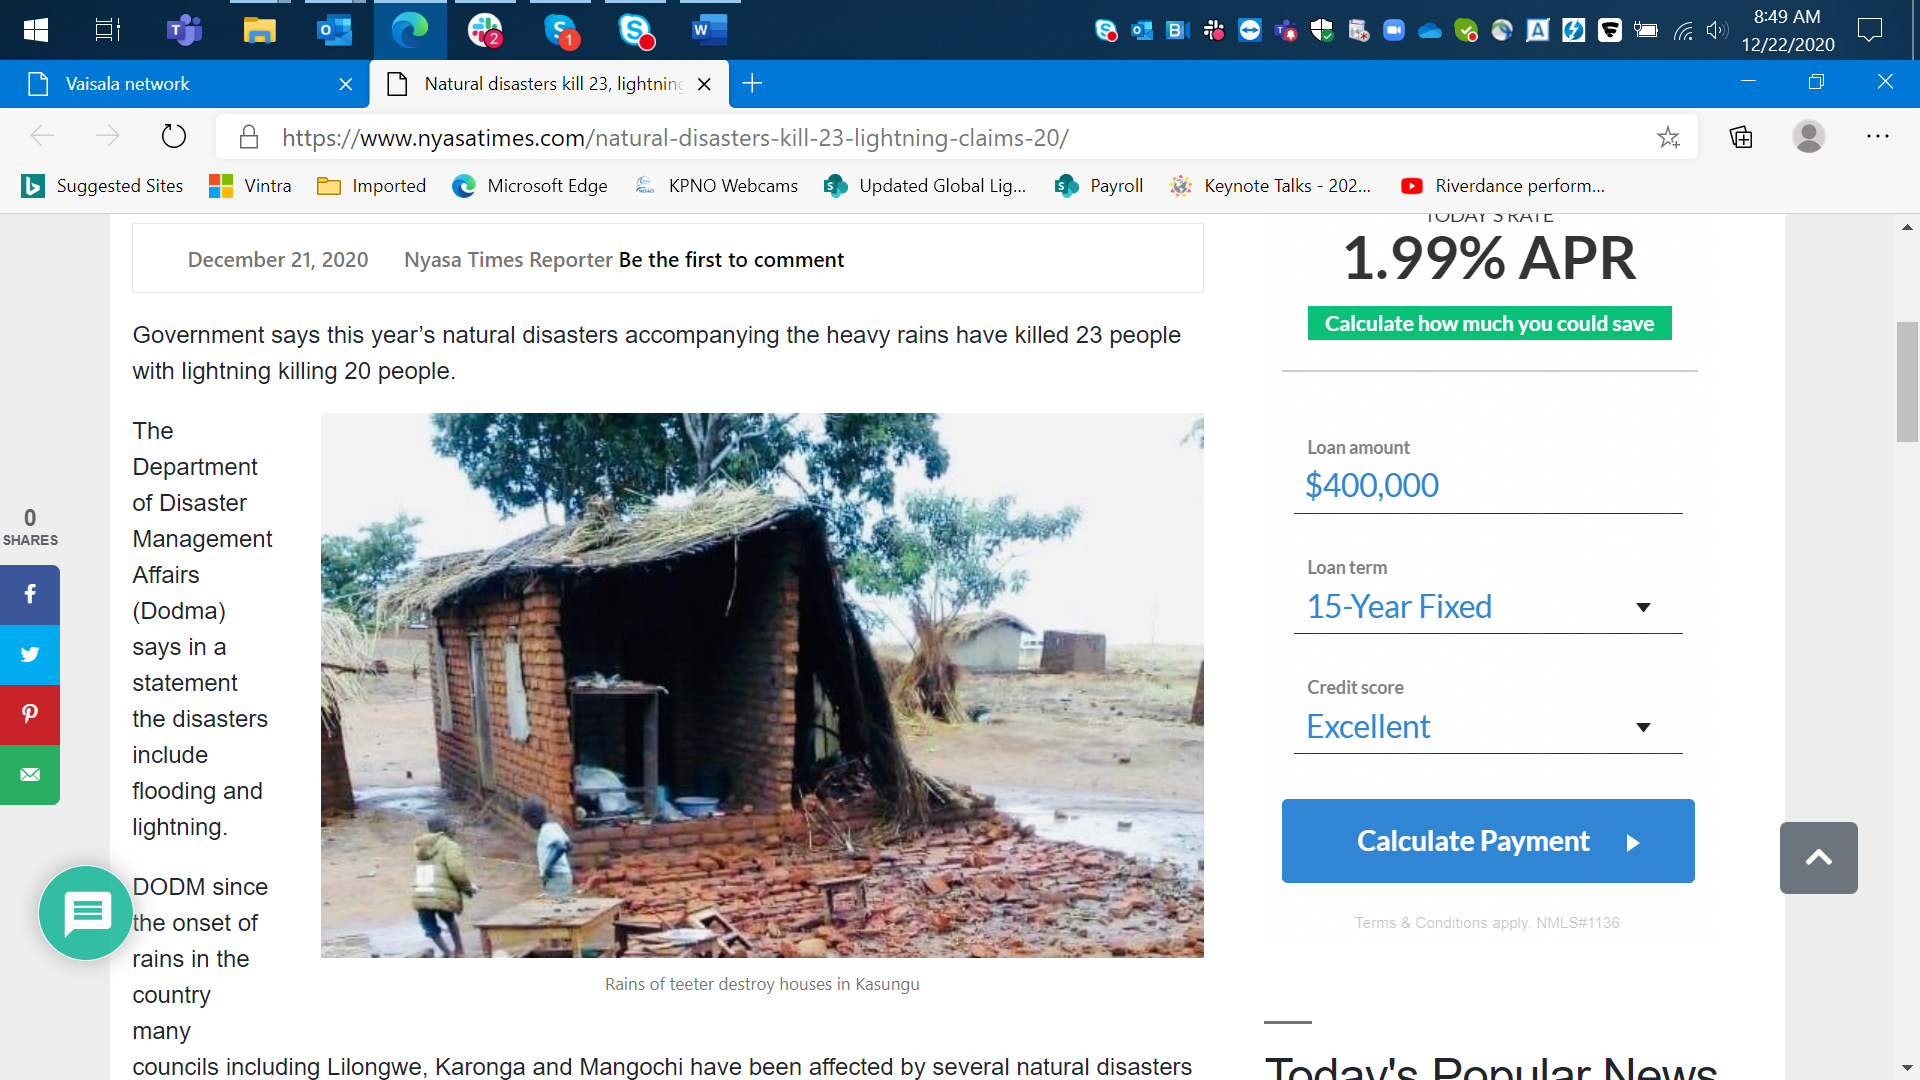 2
1
8:49 AM
12/22/2020
Vaisala network
Natural disasters kill 23, lightning
https://www.nyasatimes.com/natural-disasters-kill-23-lightning-claims-20/
Suggested Sites
Vintra
Imported
Microsoft Edge
KPNO Webcams
Updated Global Lig...
Payroll
Keynote Talks - 202...
Riverdance perform...
December 21, 2020 Nyasa Times Reporter Be the first to comment
Government says this year’s natural disasters accompanying the heavy rains have killed 23 people
with lightning killing 20 people.
The
Department
of Disaster
Management
Affairs
(Dodma)
says in a
statement
the disasters
include
flooding and
lightning.
DODM since
the onset of
rains in the
country
many
councils including Lilongwe, Karonga and Mangochi have been affected by several natural disasters
Rains of teeter destroy houses in Kasungu
0
SHARES
TODAY'S RATE
1.99% APR
Calculate how much you could save
Loan amount
$400,000
Loan term
15-Year Fixed
Credit score
Excellent
Calculate Payment
Terms & Conditions apply. NMLS#1136
Today's Popular News